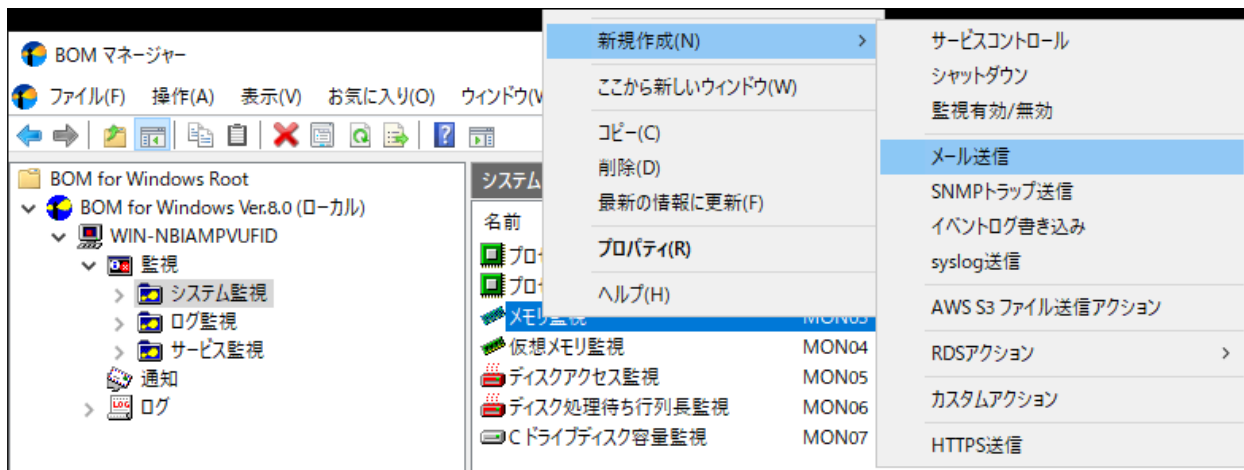 BOM マネージャー
ファイル(F) 操作(A) 表示(V) お気に入り(O) ウィンドウ(V
BOM for Windows Root
BOM for Windows Ver.8.0 (ローカル)
WIN-NBIAMPVUFID
監視
システム監視
ログ監視
サービス監視
通知
ログ
システム
名前
プロ
プロ
メモリ監視 MON03
仮想メモリ監視 MON04
ディスクアクセス監視 MON05
ディスク処理待ち行列長監視 MON06
C ドライブディスク容量監視 MON07
新規作成(N)
ここから新しいウィンドウ(W)
コピー(C)
削除(D)
最新の情報に更新(F)
プロパティ(R)
ヘルプ(H)
サービスコントロール
シャットダウン
監視有効/無効
メール送信
SNMPトラップ送信
イベントログ書き込み
syslog送信
AWS S3 ファイル送信アクション
RDSアクション
カスタムアクション
HTTPS送信